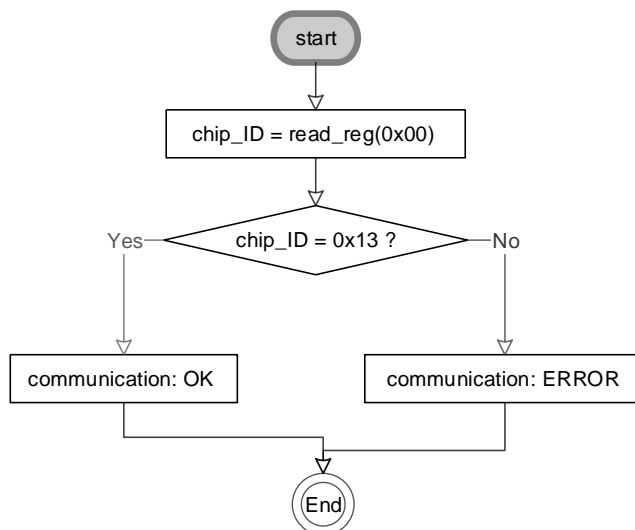 start
chip_ID = read_reg(0x00)
chip_ID = 0x13 ?
Yes
No
communication: OK
communication: ERROR
End